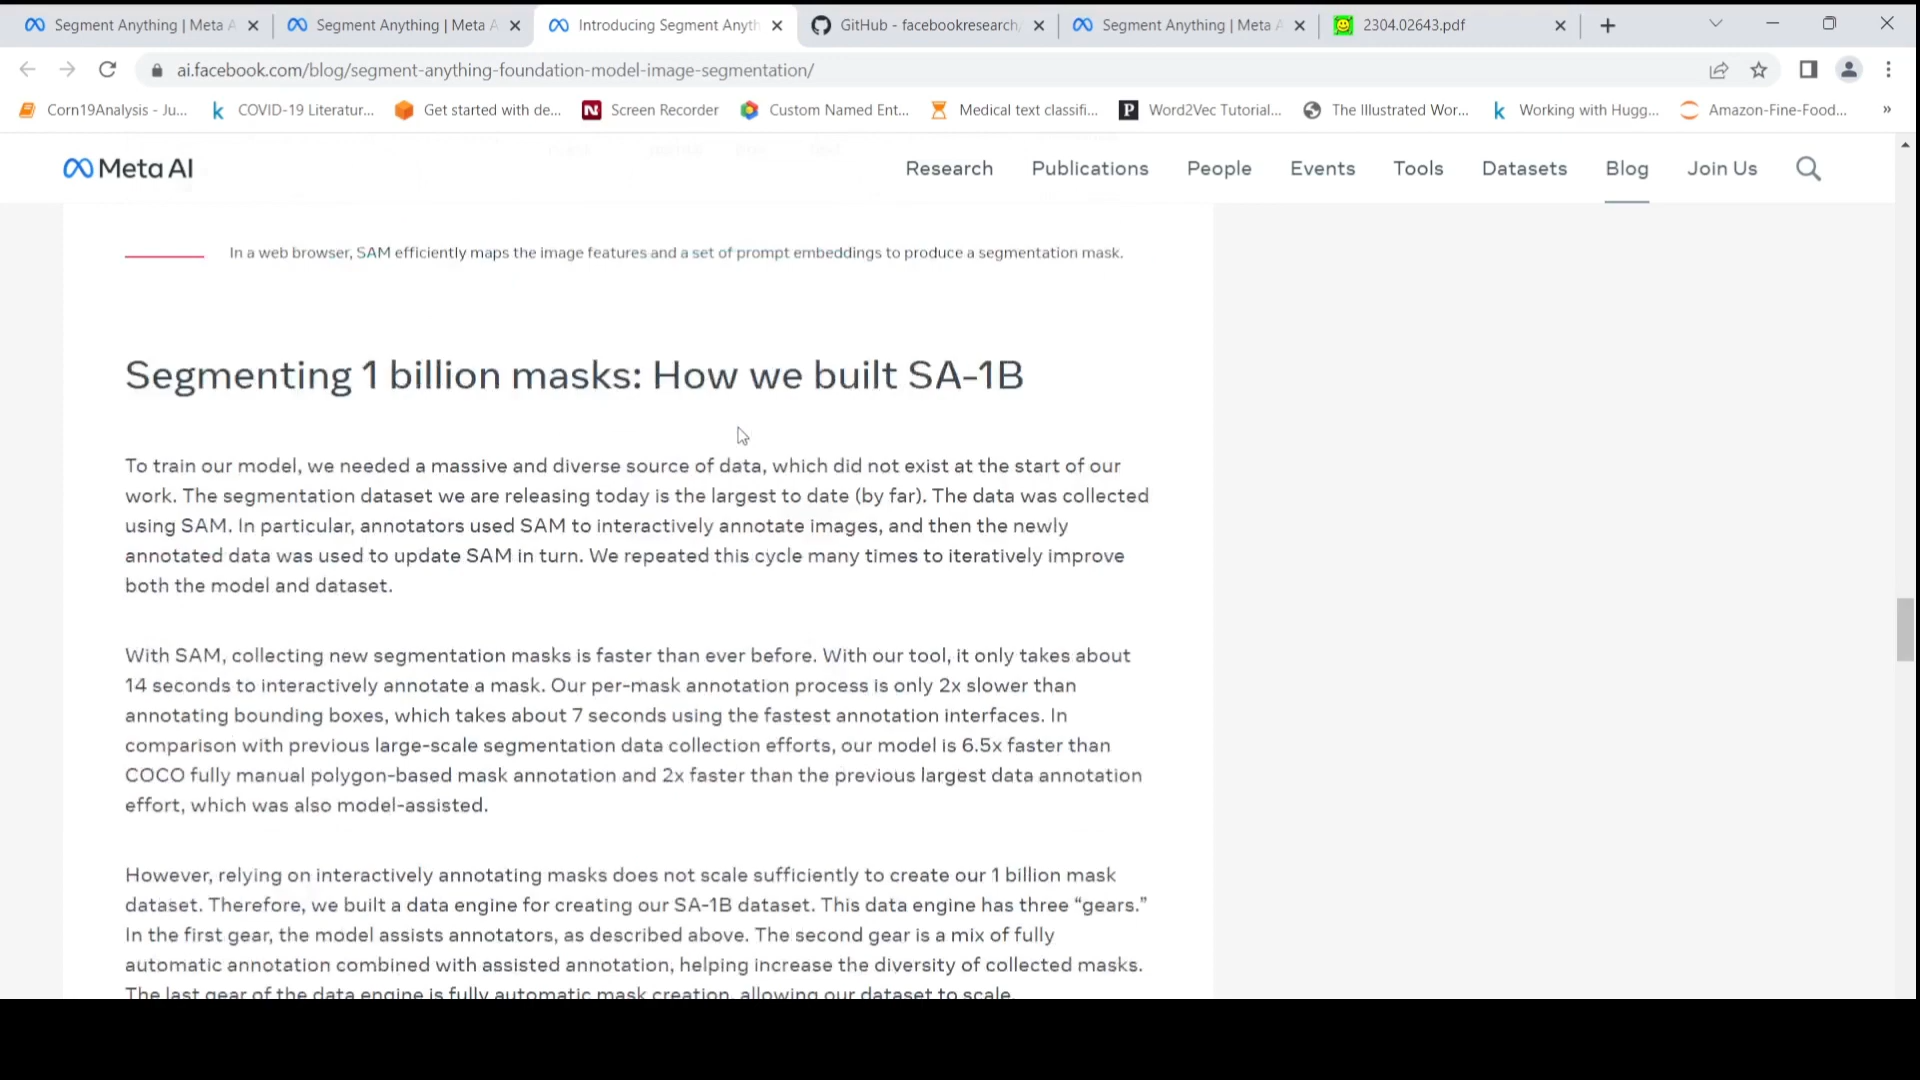 Segment Anything | Meta A
Segment Anything | Meta A
Introducing Segment Anyth
GitHub - facebookresearch/
Segment Anything | Meta A
2304.02643.pdf
ai.facebook.com/blog/segment-anything-foundation-model-image-segmentation/
Corn19Analysis - Ju...
COVID-19 Literatur...
Get started with de...
Screen Recorder
Custom Named Ent...
Medical text classifi...
Word2Vec Tutorial...
The Illustrated Wor...
Working with Hugg...
Amazon-Fine-Food...
»
Meta AI
Research
Publications
People
Events
Tools
Datasets
Blog
Join Us
In a web browser, SAM efficiently maps the image features and a set of prompt embeddings to produce a segmentation mask.
Segmenting 1 billion masks: How we built SA-1B
To train our model, we needed a massive and diverse source of data, which did not exist at the start of our
work. The segmentation dataset we are releasing today is the largest to date (by far). The data was collected
using SAM. In particular, annotators used SAM to interactively annotate images, and then the newly
annotated data was used to update SAM in turn. We repeated this cycle many times to iteratively improve
both the model and dataset.
With SAM, collecting new segmentation masks is faster than ever before. With our tool, it only takes about
14 seconds to interactively annotate a mask. Our per-mask annotation process is only 2x slower than
annotating bounding boxes, which takes about 7 seconds using the fastest annotation interfaces. In
comparison with previous large-scale segmentation data collection efforts, our model is 6.5x faster than
COCO fully manual polygon-based mask annotation and 2x faster than the previous largest data annotation
effort, which was also model-assisted.
However, relying on interactively annotating masks does not scale sufficiently to create our 1 billion mask
dataset. Therefore, we built a data engine for creating our SA-1B dataset. This data engine has three “gears.”
In the first gear, the model assists annotators, as described above. The second gear is a mix of fully
automatic annotation combined with assisted annotation, helping increase the diversity of collected masks.
The last gear of the data engine is fully automatic mask creation, allowing our dataset to scale.